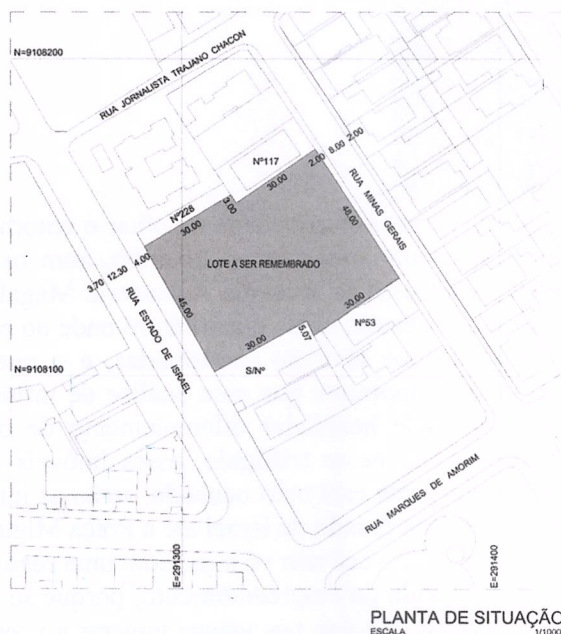 N=9108200
RUA JORNALISTA TRAJANO CHACON
Nº117
2.00 8.00 2.00
30.00
3.00
Nº228
30.00
RUA MINAS GERAIS
48.00
LOTE A SER REMEMBRADO
3.70 12.30 4.00
RUA ESTADO DE ISRAEL
45.00
30.00
Nº53
5.07
30.00
S/Nº
N=9108100
RUA MARQUES DE AMORIM
E=291300
E=291400
PLANTA DE SITUAÇÃO
ESCALA 1/1000